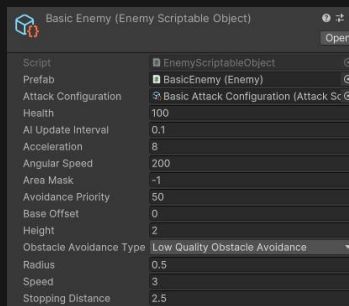 Basic Enemy (Enemy Scriptable Object)
Open
Script EnemyScriptableObject
Prefab BasicEnemy (Enemy)
Attack Configuration Basic Attack Configuration (Attack Sc
Health 100
AI Update Interval 0.1
Acceleration 8
Angular Speed 200
Area Mask -1
Avoidance Priority 50
Base Offset 0
Height 2
Obstacle Avoidance Type Low Quality Obstacle Avoidance
Radius 0.5
Speed 3
Stopping Distance 2.5